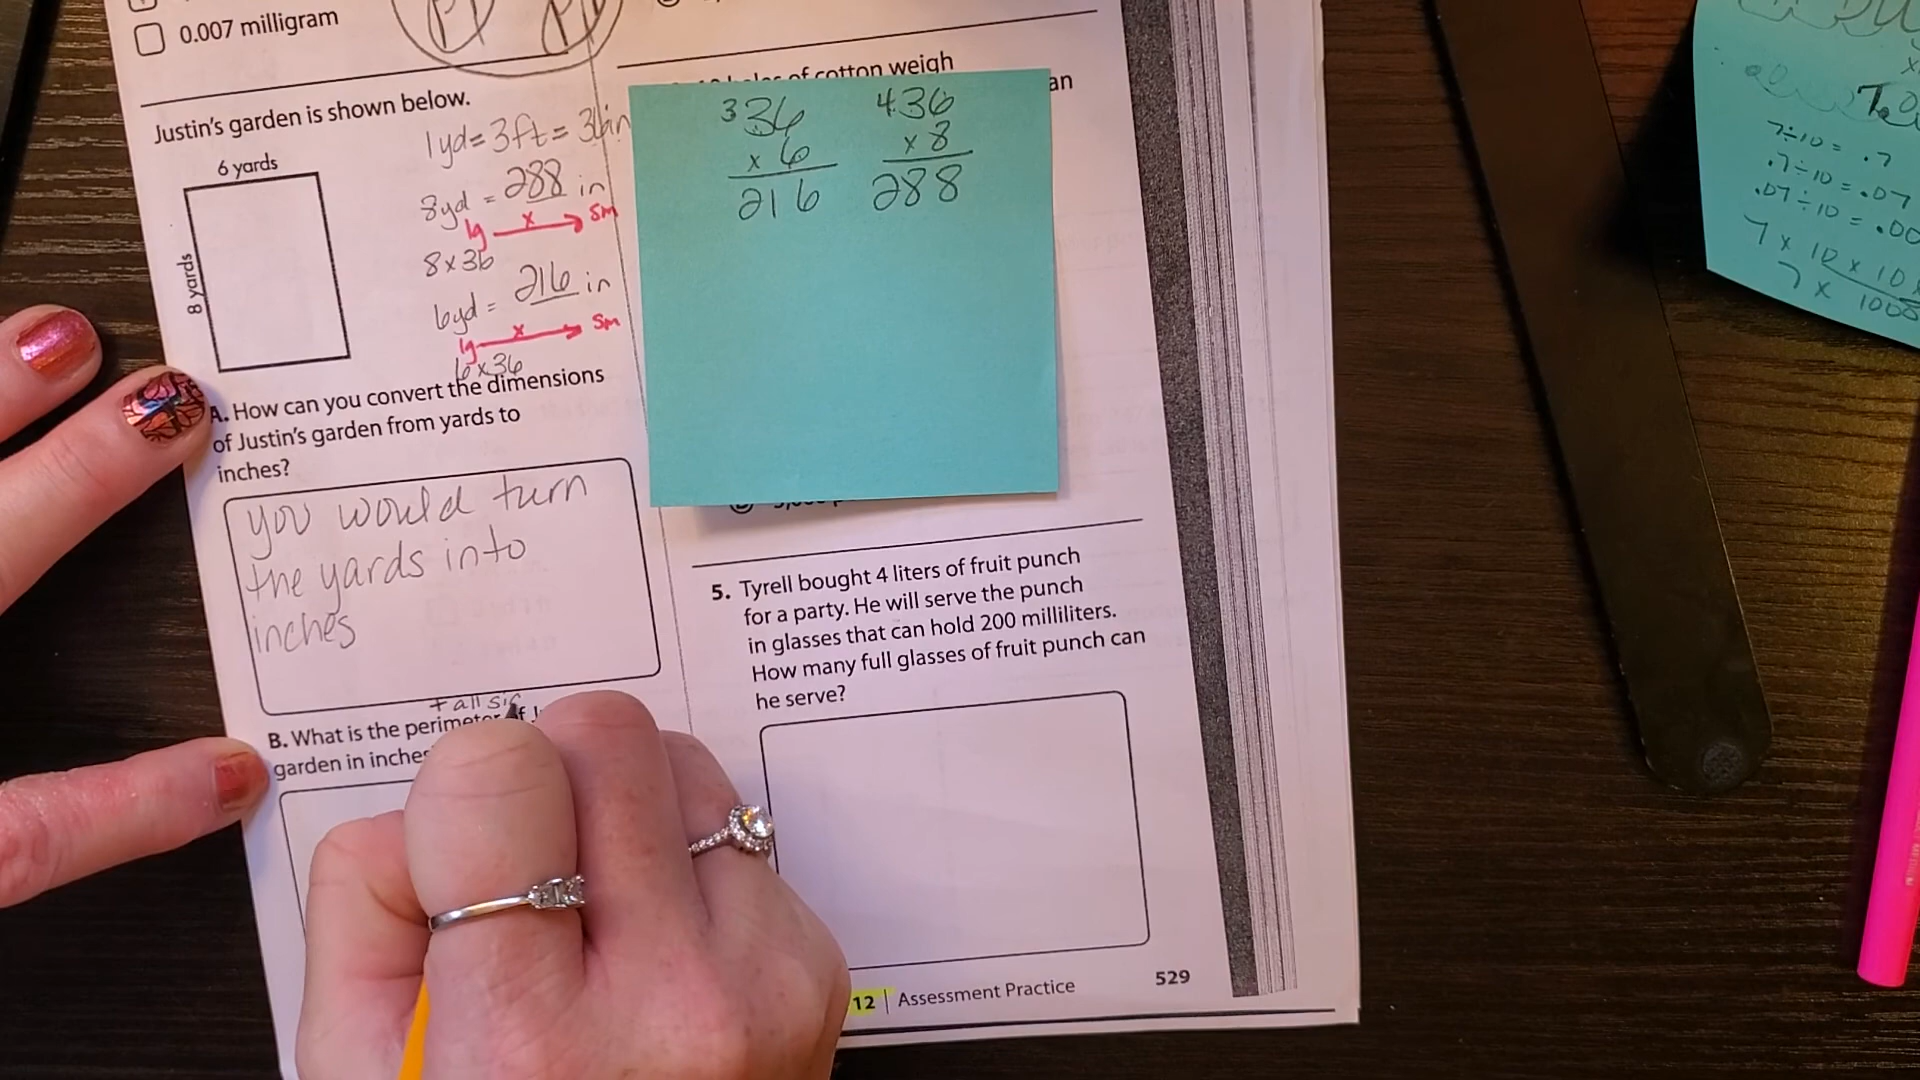 0.007 milligram
Justin's garden is shown below.
6 yards
8 yards
1yd = 3ft = 36in
8yd = 288 in
lg x sm
8x36
6yd = 216 in
lg x sm
6x36
A. How can you convert the dimensions
of Justin's garden from yards to
inches?
you would turn
the yards into
inches
+ all
B. What is the perimeter of
garden in inches
of cotton weigh
an
3 36
x 6
216
4 36
x 8
288
5. Tyrell bought 4 liters of fruit punch
for a party. He will serve the punch
in glasses that can hold 200 milliliters.
How many full glasses of fruit punch can
he serve?
12 | Assessment Practice
529
7÷10 = .7
.7÷10 = .07
.07÷10 = .00
7 x 10 x 10
7 x 1000